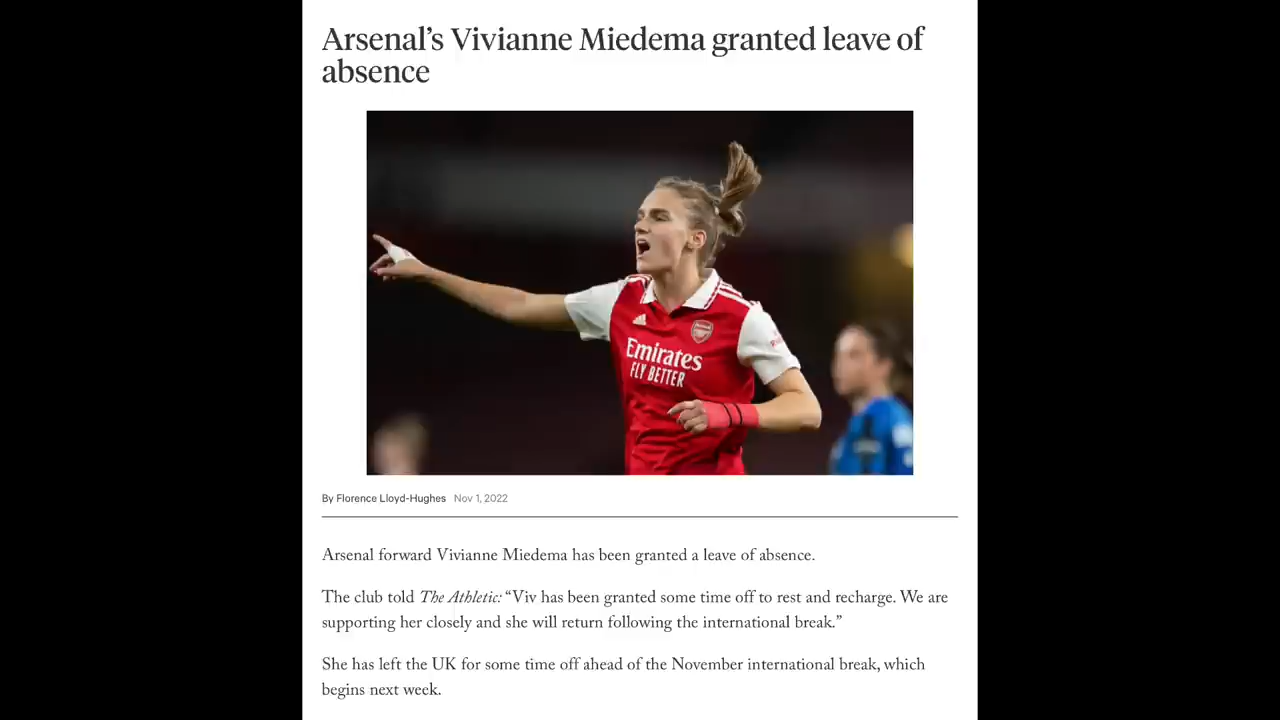 Arsenal’s Vivianne Miedema granted leave of
absence
Emirates
FLY BETTER
By Florence Lloyd-Hughes Nov 1, 2022
Arsenal forward Vivianne Miedema has been granted a leave of absence.
The club told The Athletic: “Viv has been granted some time off to rest and recharge. We are
supporting her closely and she will return following the international break.”
She has left the UK for some time off ahead of the November international break, which
begins next week.